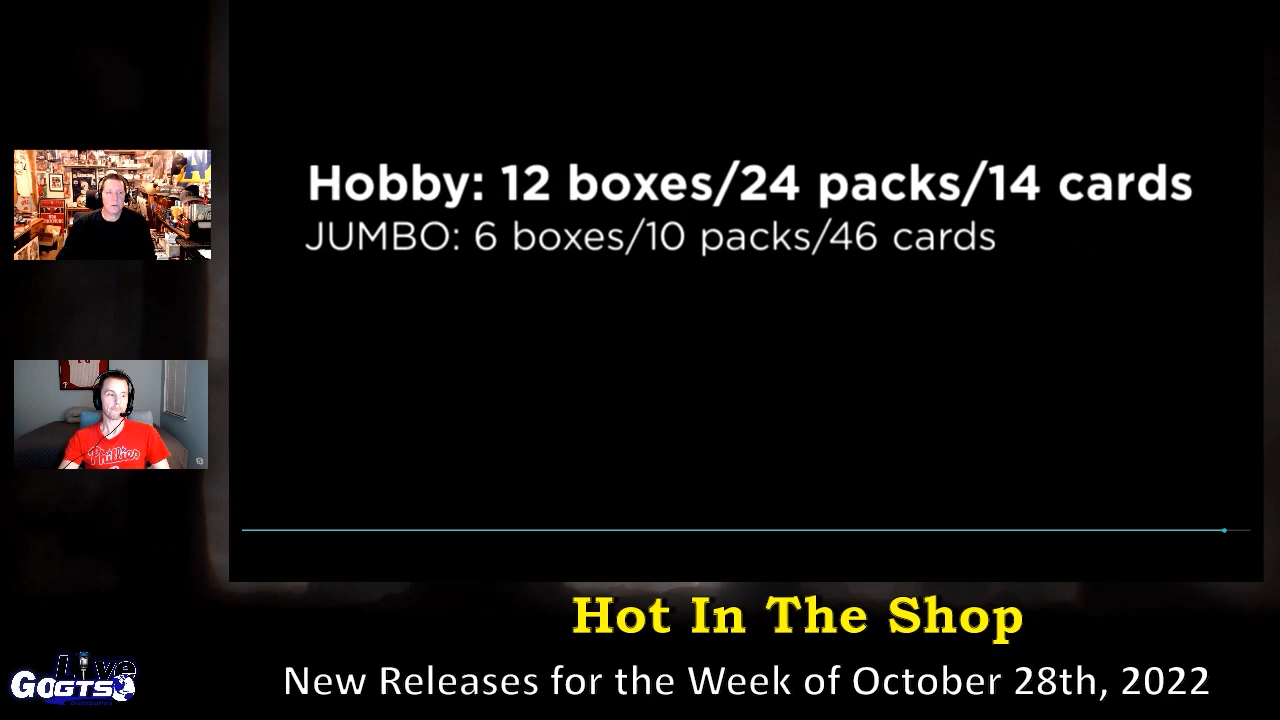 Hobby: 12 boxes/24 packs/14 cards
JUMBO: 6 boxes/10 packs/46 cards
Phillies
Hot In The Shop
Live
GOGTS
New Releases for the Week of October 28th, 2022